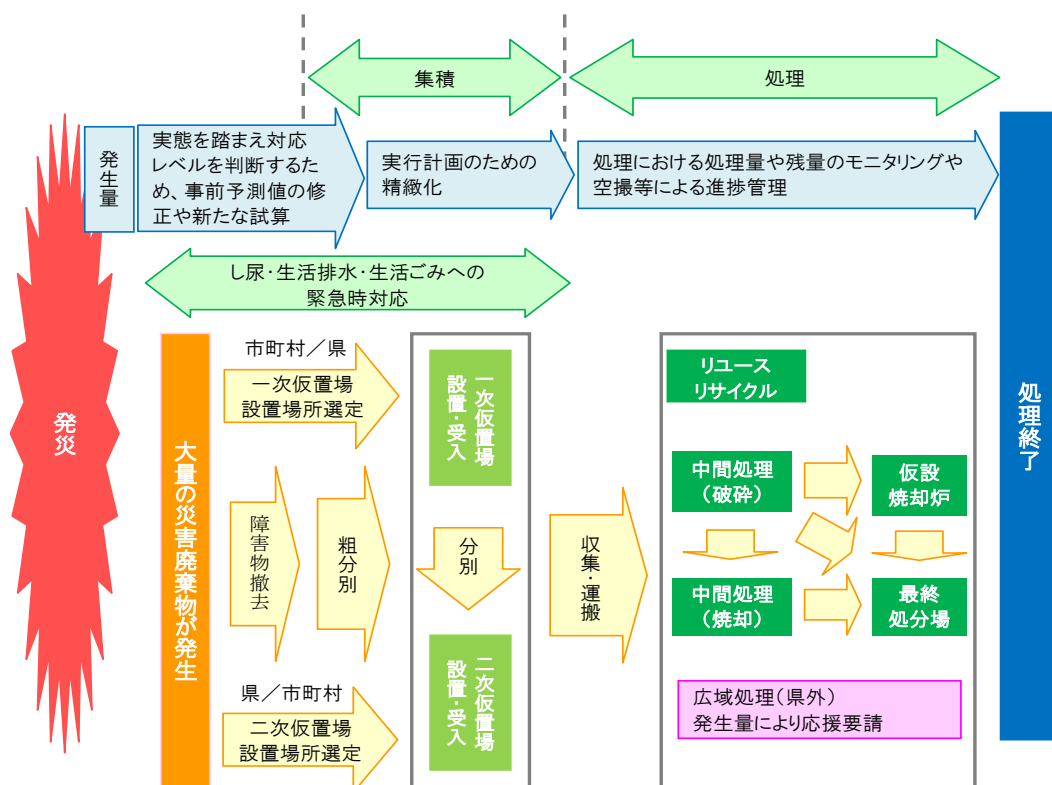 集積
処理
発災
発生量
実態を踏まえ対応
レベルを判断するた
め、事前予測値の修
正や新たな試算
実行計画のための
精緻化
処理における処理量や残量のモニタリングや
空撮等による進捗管理
処理終了
し尿・生活排水・生活ごみへの
緊急時対応
大量の災害廃棄物が発生
市町村／県
一次仮置場
設置場所選定
障害物撤去
粗分別
県／市町村
二次仮置場
設置場所選定
一次仮置場
設置・受入
分別
二次仮置場
設置・受入
収集・運搬
リユース
リサイクル
中間処理
（破砕）
仮設
焼却炉
中間処理
（焼却）
最終
処分場
広域処理（県外）
発生量により応援要請